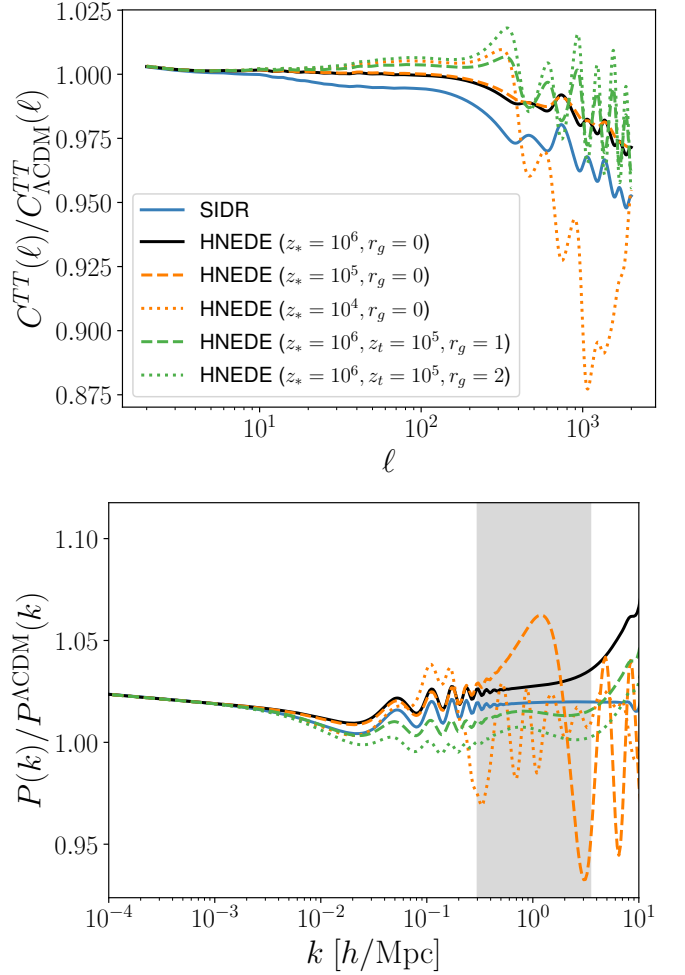 1.025
1.000
0.975
0.950
0.925
0.900
0.875
C^{TT}(ℓ)/C^{TT}_{ΛCDM}(ℓ)
SIDR
HNEDE (z_* = 10^6, r_g = 0)
HNEDE (z_* = 10^5, r_g = 0)
HNEDE (z_* = 10^4, r_g = 0)
HNEDE (z_* = 10^6, z_t = 10^5, r_g = 1)
HNEDE (z_* = 10^6, z_t = 10^5, r_g = 2)
10^1 10^2 10^3
ℓ
1.10
1.05
1.00
0.95
P(k)/P^{ΛCDM}(k)
10^{-4} 10^{-3} 10^{-2} 10^{-1} 10^0 10^1
k [h/Mpc]